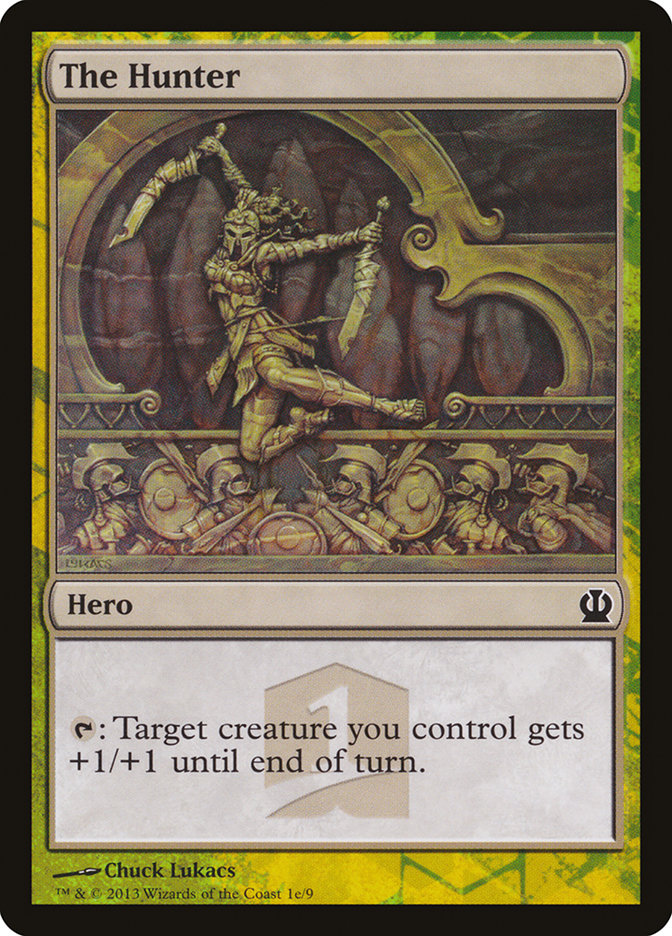 The Hunter
LUKACS
Hero
1
: Target creature you control gets
+1/+1 until end of turn.
Chuck Lukacs
™ & © 2013 Wizards of the Coast 1e/9